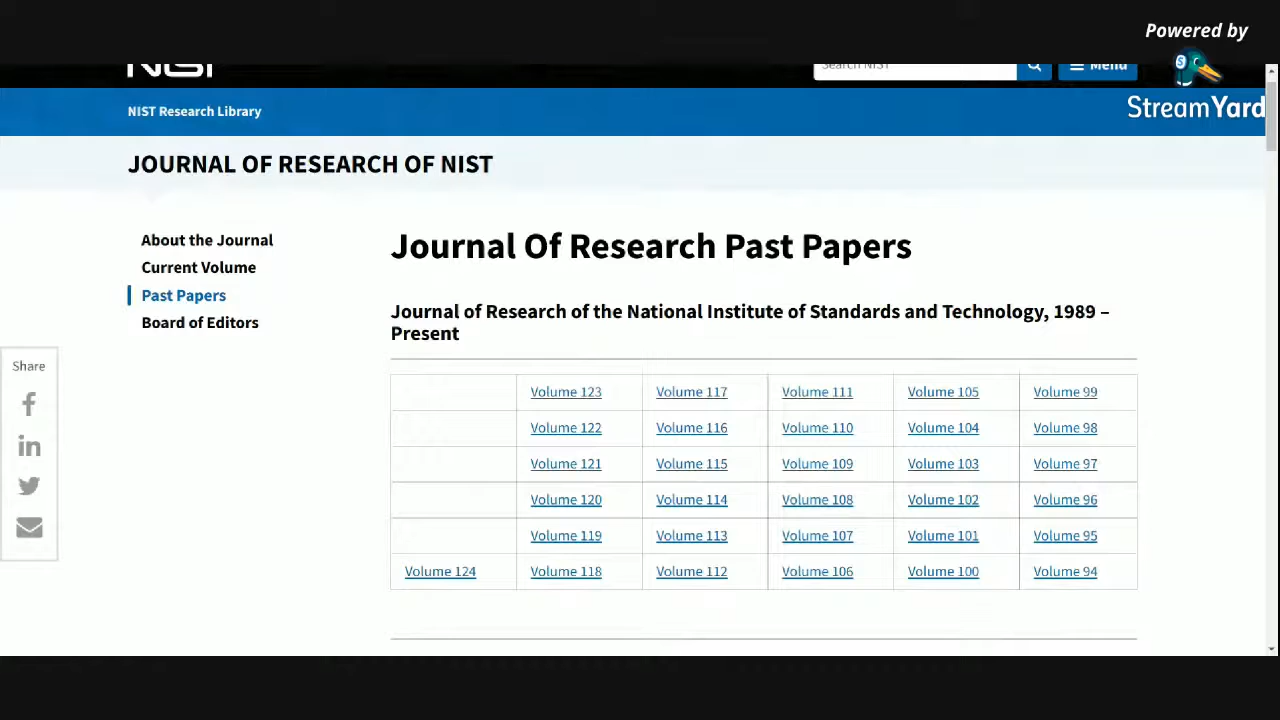 Powered by
NIST
Search NIST
Menu
StreamYard
NIST Research Library
JOURNAL OF RESEARCH OF NIST
About the Journal
Current Volume
Past Papers
Board of Editors
Journal Of Research Past Papers
Journal of Research of the National Institute of Standards and Technology, 1989 –
Present
Share
Volume 123 Volume 117 Volume 111 Volume 105 Volume 99
Volume 122 Volume 116 Volume 110 Volume 104 Volume 98
Volume 121 Volume 115 Volume 109 Volume 103 Volume 97
Volume 120 Volume 114 Volume 108 Volume 102 Volume 96
Volume 119 Volume 113 Volume 107 Volume 101 Volume 95
Volume 124 Volume 118 Volume 112 Volume 106 Volume 100 Volume 94